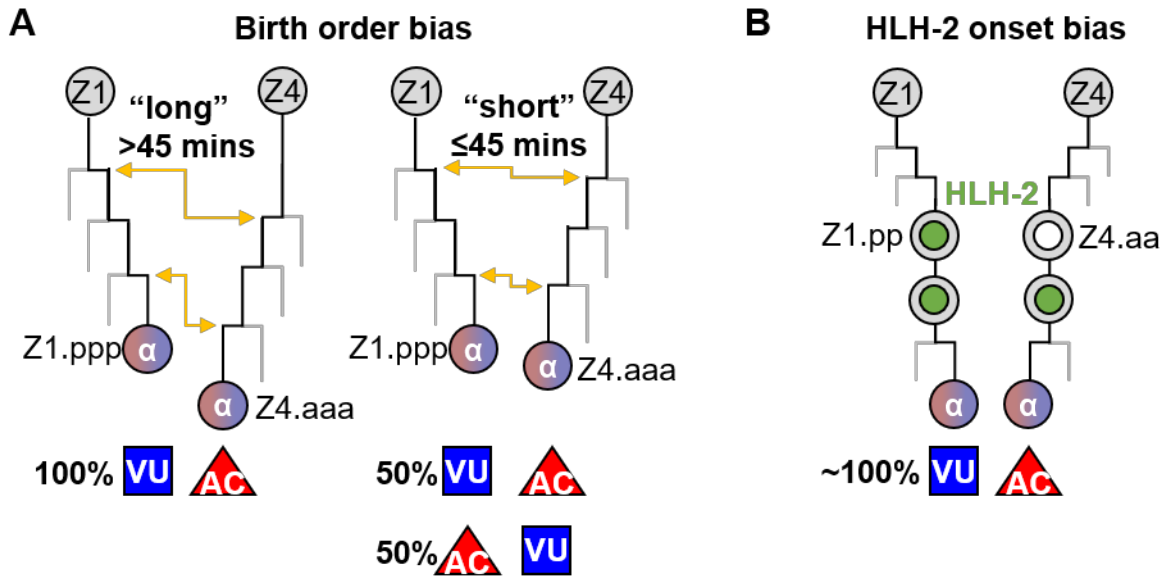 A
Birth order bias
Z1
"long"
>45 mins
Z4
Z1.ppp
α
α
Z4.aaa
100%
VU
AC
Z1
"short"
≤45 mins
Z4
Z1.ppp
α
α
Z4.aaa
50%
VU
AC
50%
AC
VU
B
HLH-2 onset bias
Z1
Z4
HLH-2
Z1.pp
Z4.aa
α
α
~100%
VU
AC